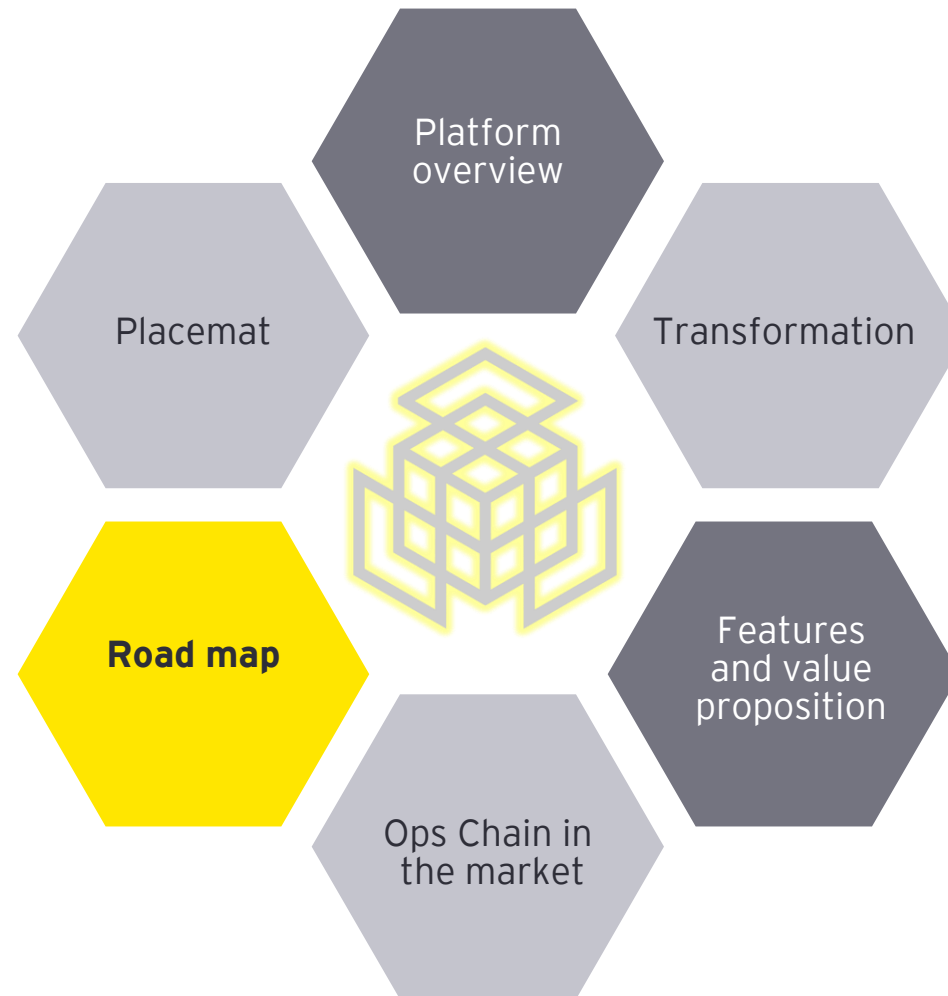 Platform
overview
Placemat
Transformation
Road map
Features
and value
proposition
Ops Chain in
the market